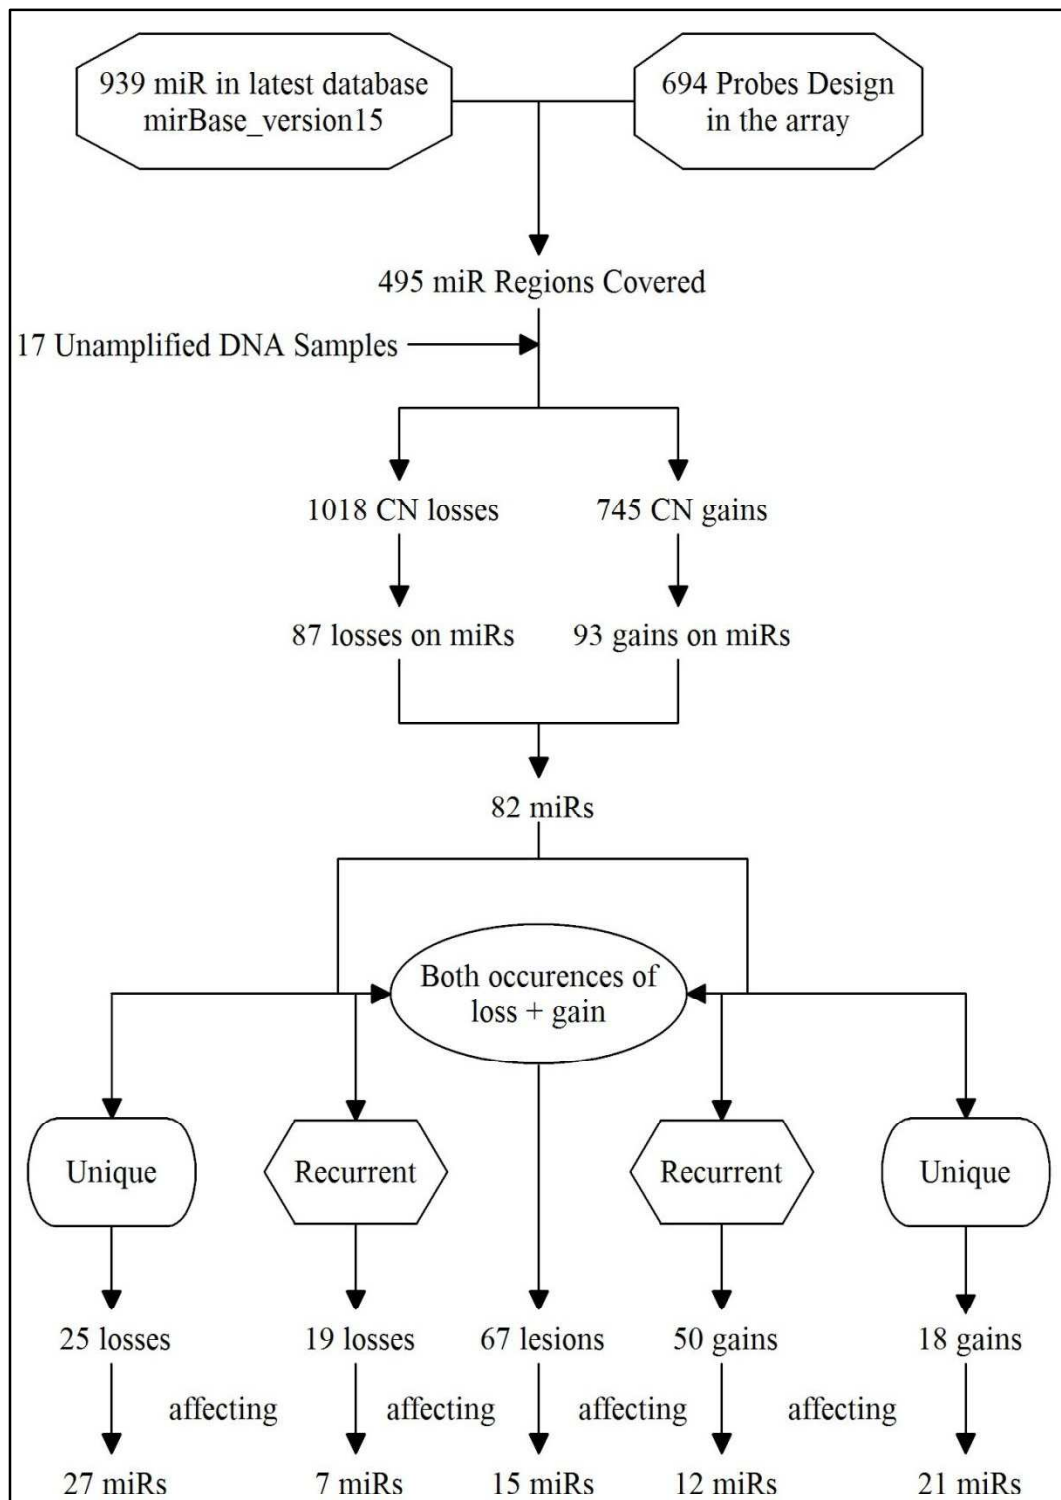 939 miR in latest database
mirBase_version15
694 Probes Design
in the array
495 miR Regions Covered
17 Unamplified DNA Samples
1018 CN losses
745 CN gains
87 losses on miRs
93 gains on miRs
82 miRs
Both occurences of
loss + gain
Unique
Recurrent
Recurrent
Unique
25 losses
19 losses
67 lesions
50 gains
18 gains
affecting
affecting
affecting
affecting
27 miRs
7 miRs
15 miRs
12 miRs
21 miRs